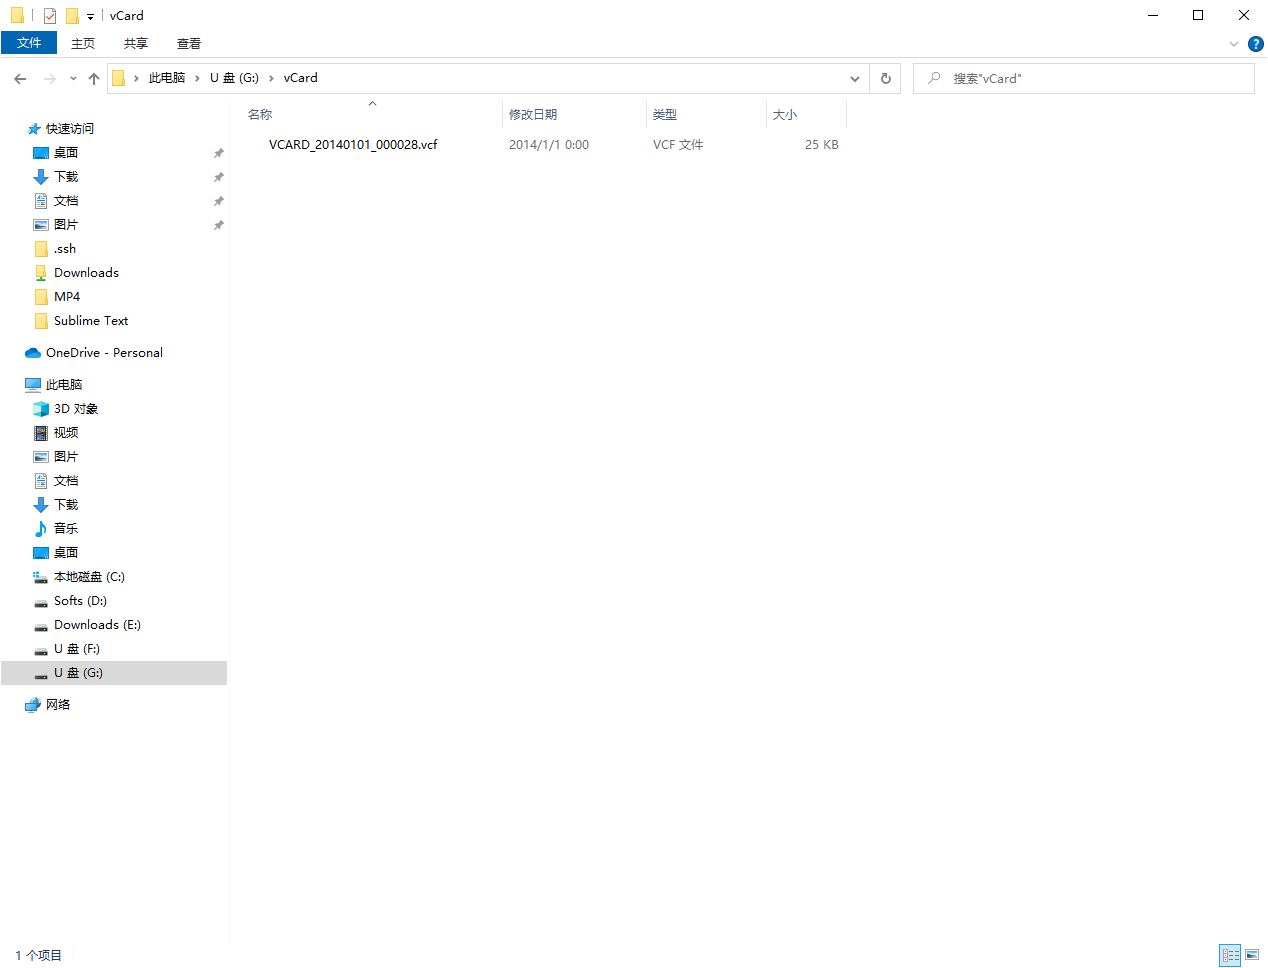 vCard
文件 主页 共享 查看
此电脑 U 盘 (G:) vCard
搜索"vCard"
名称 修改日期 类型 大小
VCARD_20140101_000028.vcf 2014/1/1 0:00 VCF 文件 25 KB
快速访问
桌面
下载
文档
图片
.ssh
Downloads
MP4
Sublime Text
OneDrive - Personal
此电脑
3D 对象
视频
图片
文档
下载
音乐
桌面
本地磁盘 (C:)
Softs (D:)
Downloads (E:)
U 盘 (F:)
U 盘 (G:)
网络
1 个项目